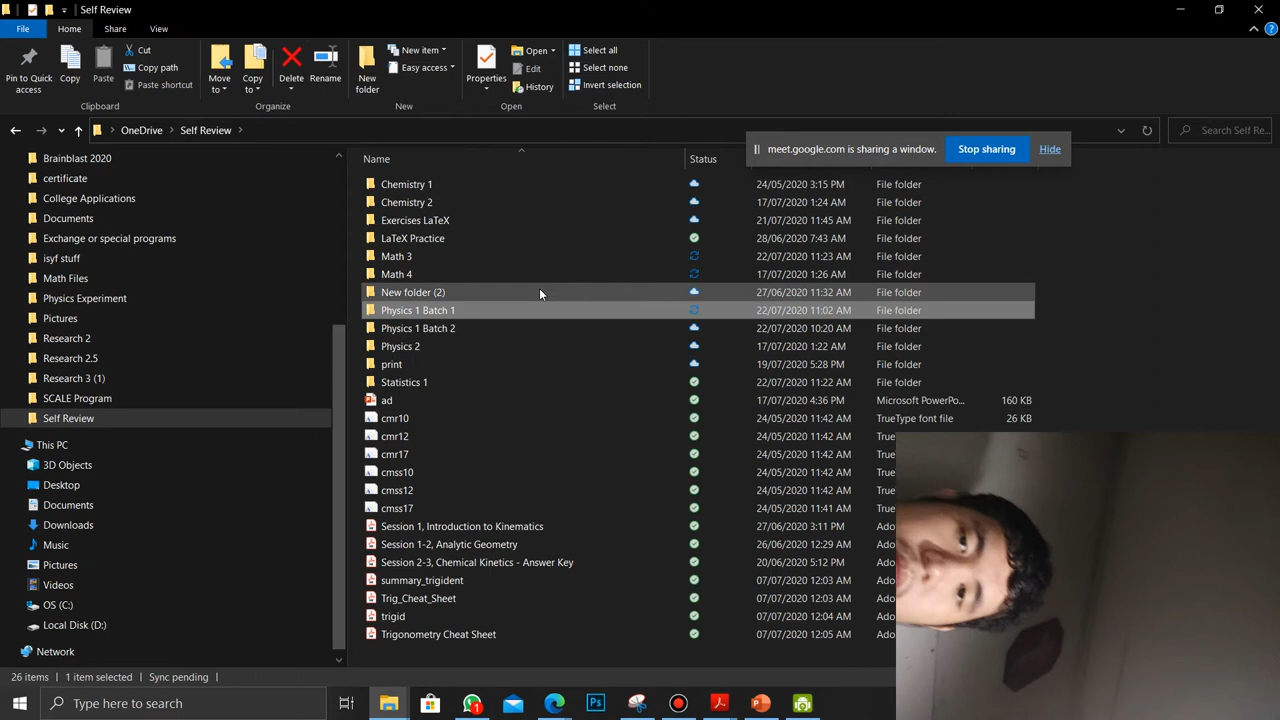 Self Review
File Home Share View
Pin to Quick access
Copy
Paste
Cut
Copy path
Paste shortcut
Clipboard
Move to
Copy to
Delete
Rename
Organize
New folder
New item
Easy access
New
Properties
Open
Edit
History
Open
Select all
Select none
Invert selection
Select
OneDrive Self Review
Search Self Re...
meet.google.com is sharing a window. Stop sharing Hide
Brainblast 2020
certificate
College Applications
Documents
Exchange or special programs
isyf stuff
Math Files
Physics Experiment
Pictures
Research 2
Research 2.5
Research 3 (1)
SCALE Program
Self Review
This PC
3D Objects
Desktop
Documents
Downloads
Music
Pictures
Videos
OS (C:)
Local Disk (D:)
Network
Name Status
Chemistry 1 24/05/2020 3:15 PM File folder
Chemistry 2 17/07/2020 1:24 AM File folder
Exercises LaTeX 21/07/2020 11:45 AM File folder
LaTeX Practice 28/06/2020 7:43 AM File folder
Math 3 22/07/2020 11:23 AM File folder
Math 4 17/07/2020 1:26 AM File folder
New folder (2) 27/06/2020 11:32 AM File folder
Physics 1 Batch 1 22/07/2020 11:02 AM File folder
Physics 1 Batch 2 22/07/2020 10:20 AM File folder
Physics 2 17/07/2020 1:22 AM File folder
print 19/07/2020 5:28 PM File folder
Statistics 1 22/07/2020 11:22 AM File folder
ad 17/07/2020 4:36 PM Microsoft PowerPo... 160 KB
cmr10 24/05/2020 11:42 AM TrueType font file 26 KB
cmr12 24/05/2020 11:42 AM True
cmr17 24/05/2020 11:42 AM True
cmss10 24/05/2020 11:42 AM True
cmss12 24/05/2020 11:42 AM True
cmss17 24/05/2020 11:41 AM True
Session 1, Introduction to Kinematics 27/06/2020 3:11 PM Ado
Session 1-2, Analytic Geometry 26/06/2020 12:29 AM Ado
Session 2-3, Chemical Kinetics - Answer Key 20/06/2020 5:12 PM Ado
summary_trigident 07/07/2020 12:03 AM Ado
Trig_Cheat_Sheet 07/07/2020 12:03 AM Ado
trigid 07/07/2020 12:04 AM Ado
Trigonometry Cheat Sheet 07/07/2020 12:05 AM Ado
26 items 1 item selected Sync pending
Type here to search
1
Ps